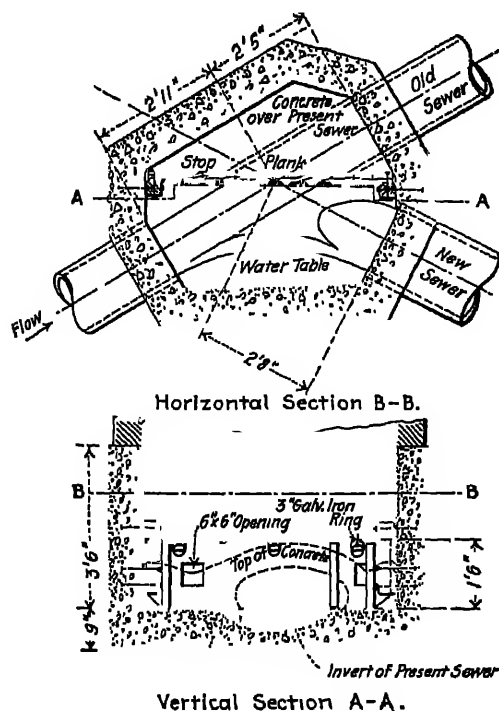 2'5"
2'11"
Old
Sewer
Concrete
over Present
Sewer
Stop Plank
A
A
Water Table
New
Sewer
Flow
2'8"
Horizontal Section B-B.
B
B
3"Galv. Iron
Ring
6"x6"Opening
Top of Concrete
3'6"
1'6"
9"
Invert of Present Sewer
Vertical Section A-A.